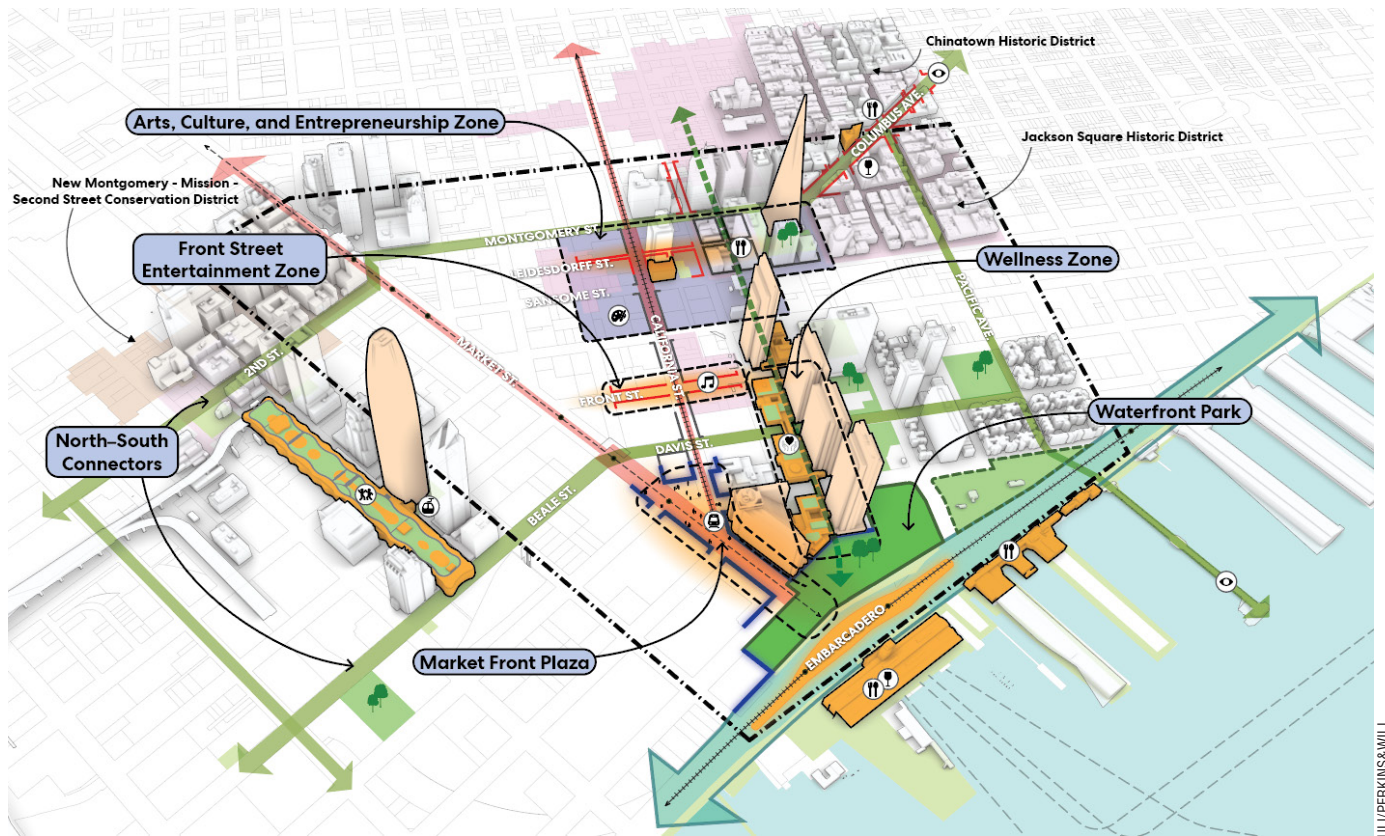 Chinatown Historic District
Arts, Culture, and Entrepreneurship Zone
COLUMBUS AVE.
Jackson Square Historic District
New Montgomery - Mission -
Second Street Conservation District
MONTGOMERY ST.
Front Street
Entertainment Zone
LEIDESDORFF ST.
Wellness Zone
SANSOME ST.
PACIFIC AVE.
CALIFORNIA ST.
MARKET ST.
2ND ST.
FRONT ST.
Waterfront Park
North–South
Connectors
DAVIS ST.
BEALE ST.
EMBARCADERO
Market Front Plaza
ULI/PERKINS&WILL